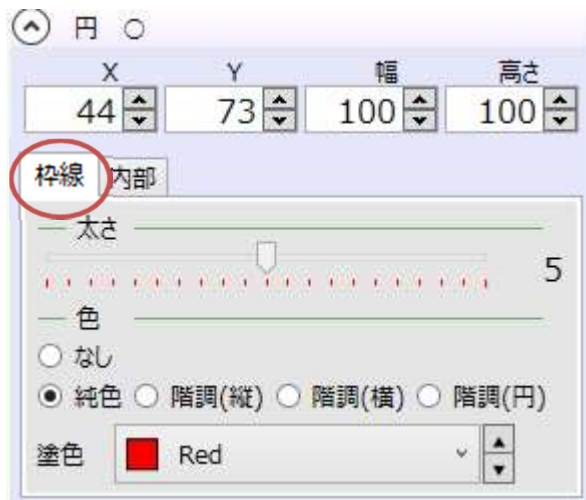 円 ○
X Y 幅 高さ
44 73 100 100
枠線 内部
太さ
5
色
なし
純色 階調(縦) 階調(横) 階調(円)
塗色 Red